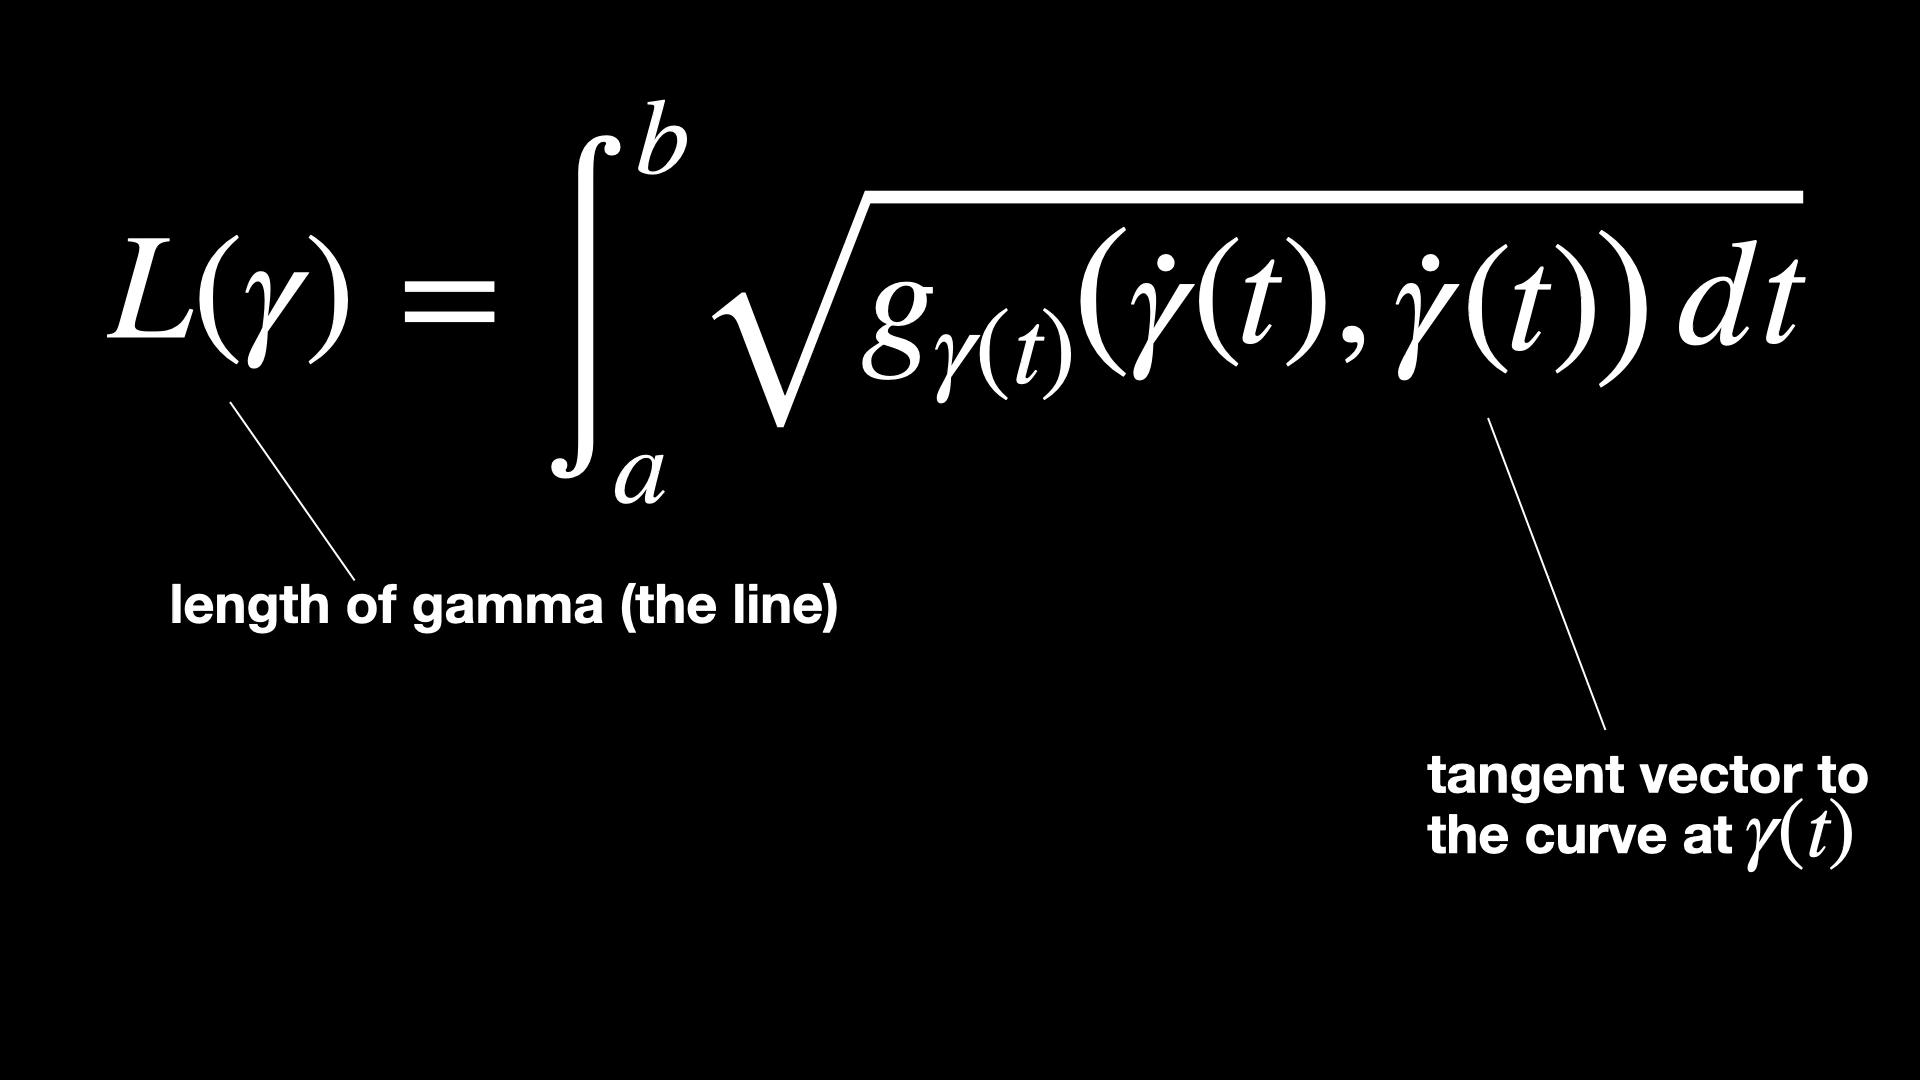 L(γ) = ∫_a^b √(g_γ(t)(γ̇(t), γ̇(t)) dt)
length of gamma (the line)
tangent vector to
the curve at γ(t)